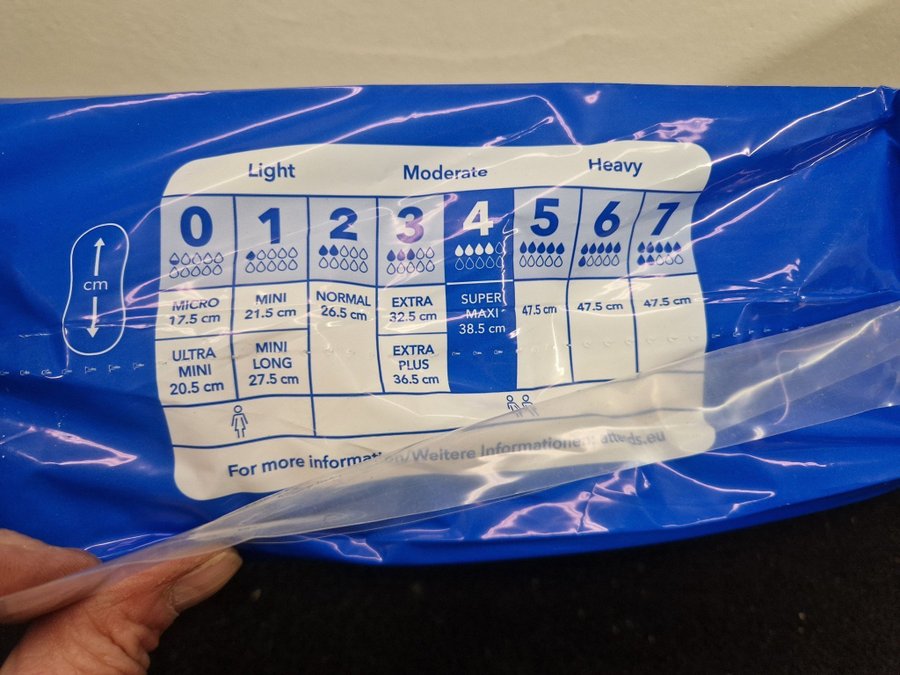 Light Moderate Heavy
0 1 2 3 4 5 6 7
cm
MICRO 17.5 cm
MINI 21.5 cm
NORMAL 26.5 cm
EXTRA 32.5 cm
SUPER MAXI 38.5 cm
47.5 cm
47.5 cm
47.5 cm
ULTRA MINI 20.5 cm
MINI LONG 27.5 cm
EXTRA PLUS 36.5 cm
For more information/Weitere Informationen: attends.eu